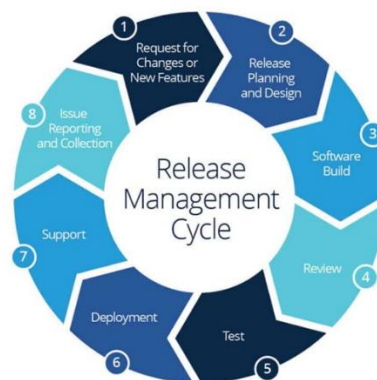 1
Request for
Changes or
New Features
2
Release
Planning
and Design
3
Software
Build
Review
4
Test
5
Deployment
6
Support
7
8
Issue
Reporting
and Collection
Release
Management
Cycle